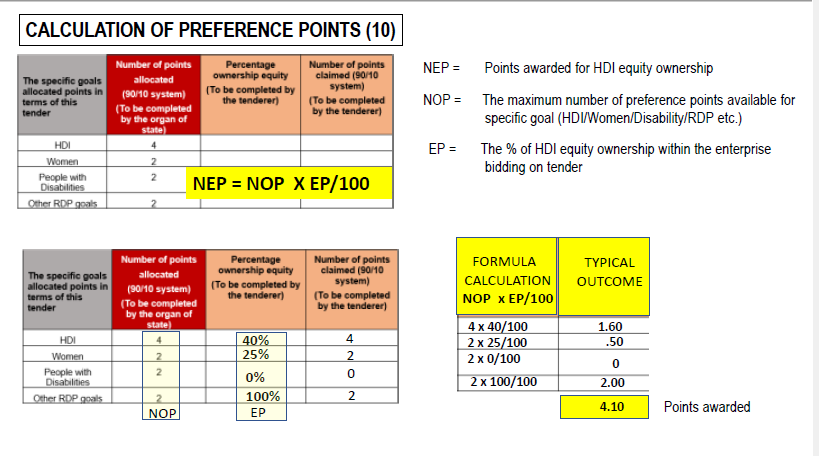 CALCULATION OF PREFERENCE POINTS (10)
The specific goals
allocated points in
terms of this
tender
Number of points
allocated
(90/10 system)
(To be completed
by the organ of
state)
Percentage
ownership equity
(To be completed by
the tenderer)
Number of points
claimed (90/10
system)
(To be completed
by the tenderer)
HDI 4
Women 2
People with
Disabilities 2
Other RDP goals 2
NEP = NOP X EP/100
NEP = Points awarded for HDI equity ownership
NOP = The maximum number of preference points available for
specific goal (HDI/Women/Disability/RDP etc.)
EP = The % of HDI equity ownership within the enterprise
bidding on tender
The specific goals
allocated points in
terms of this
tender
Number of points
allocated
(90/10 system)
(To be completed
by the organ of
state)
Percentage
ownership equity
(To be completed by
the tenderer)
Number of points
claimed (90/10
system)
(To be completed
by the tenderer)
HDI 4 40% 4
Women 2 25% 2
People with
Disabilities 2 0% 0
Other RDP goals 2 100% 2
NOP EP
FORMULA
CALCULATION
NOP x EP/100
TYPICAL
OUTCOME
4 x 40/100 1.60
2 x 25/100 .50
2 x 0/100 0
2 x 100/100 2.00
4.10 Points awarded